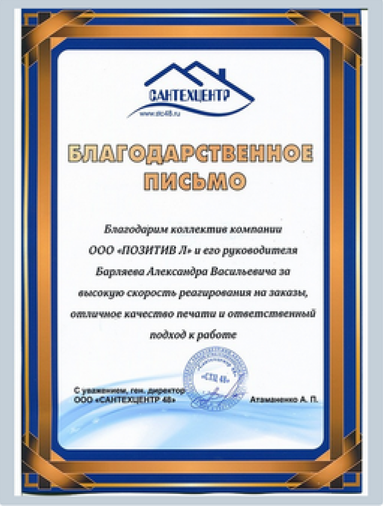 САНТЕХЦЕНТР
www.stc48.ru
БЛАГОДАРСТВЕННОЕ
ПИСЬМО
Благодарим коллектив компании
ООО «ПОЗИТИВ Л» и его руководителя
Барляева Александра Васильевича за
высокую скорость реагирования на заказы,
отличное качество печати и ответственный
подход к работе
«СТЦ 48»
С уважением, ген. директор
ООО «САНТЕХЦЕНТР 48» Атаманенко А. П.